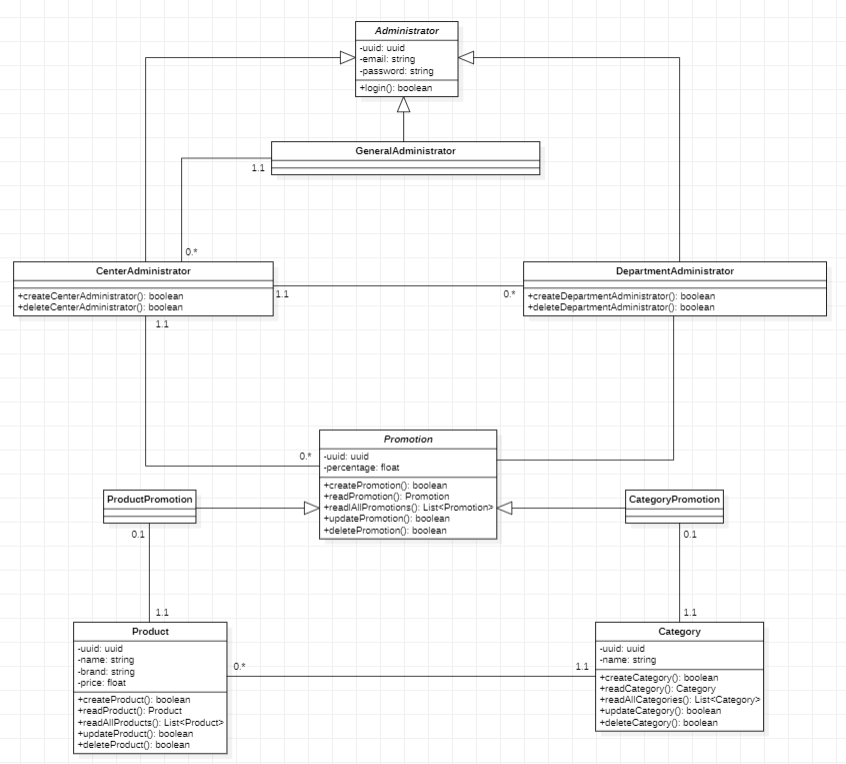 Administrator
-uuid: uuid
-email: string
-password: string
+login(): boolean
GeneralAdministrator
1.1
0.*
CenterAdministrator
+createCenterAdministrator(): boolean
+deleteCenterAdministrator(): boolean
1.1
0.*
DepartmentAdministrator
+createDepartmentAdministrator(): boolean
+deleteDepartmentAdministrator(): boolean
1.1
0.*
Promotion
-uuid: uuid
-percentage: float
+createPromotion(): boolean
+readPromotion(): Promotion
+readlAllPromotions(): List<Promotion>
+updatePromotion(): boolean
+deletePromotion(): boolean
ProductPromotion
CategoryPromotion
0.1
0.1
1.1
1.1
Product
-uuid: uuid
-name: string
-brand: string
-price: float
+createProduct(): boolean
+readProduct(): Product
+readAllProducts(): List<Product>
+updateProduct(): boolean
+deleteProduct(): boolean
0.*
1.1
Category
-uuid: uuid
-name: string
+createCategory(): boolean
+readCategory(): Category
+readAllCategories(): List<Category>
+updateCategory(): boolean
+deleteCategory(): boolean